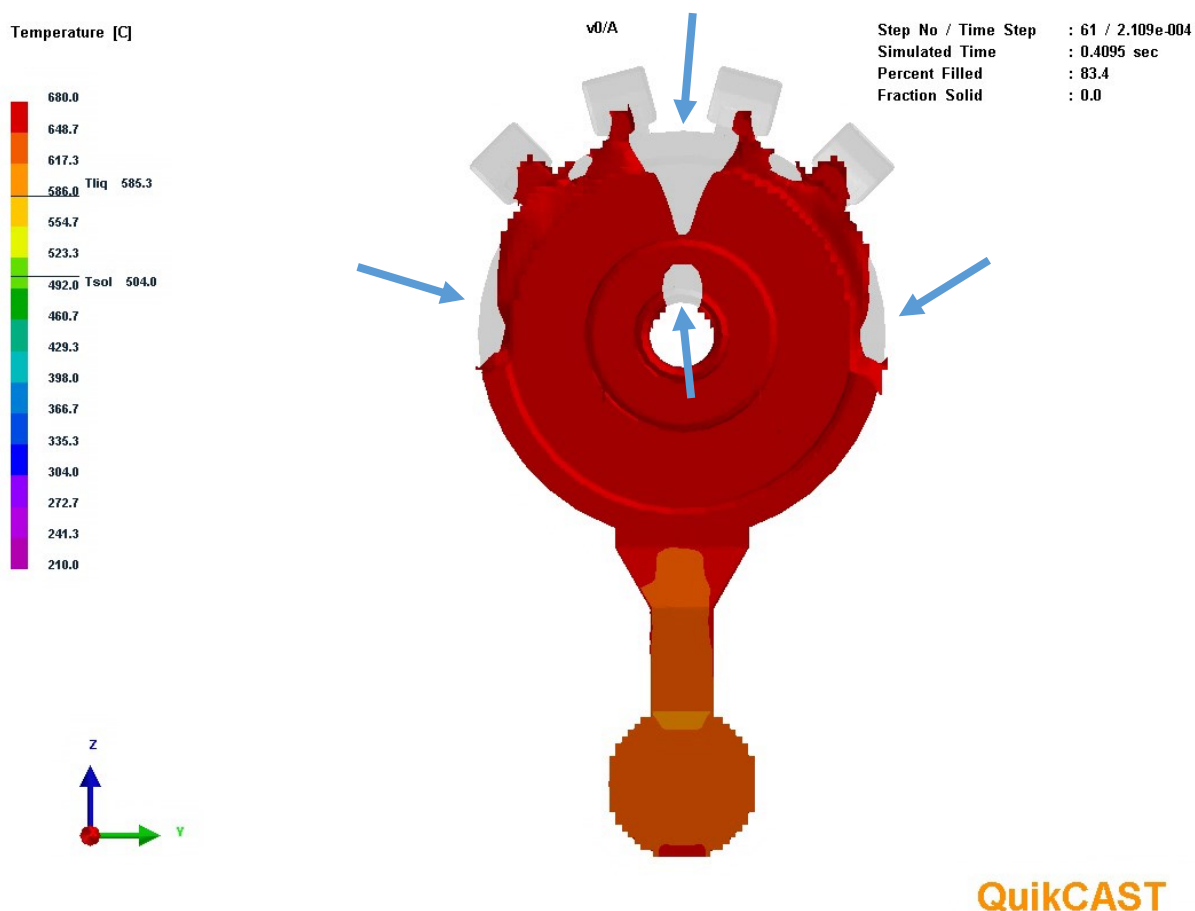 Temperature [C]
v0/A
Step No / Time Step : 61 / 2.109e-004
Simulated Time : 0.4095 sec
Percent Filled : 83.4
Fraction Solid : 0.0
680.0
648.7
617.3
586.0
Tliq 585.3
554.7
523.3
492.0
Tsol 504.0
460.7
429.3
398.0
366.7
335.3
304.0
272.7
241.3
210.0
Z
Y
QuikCAST